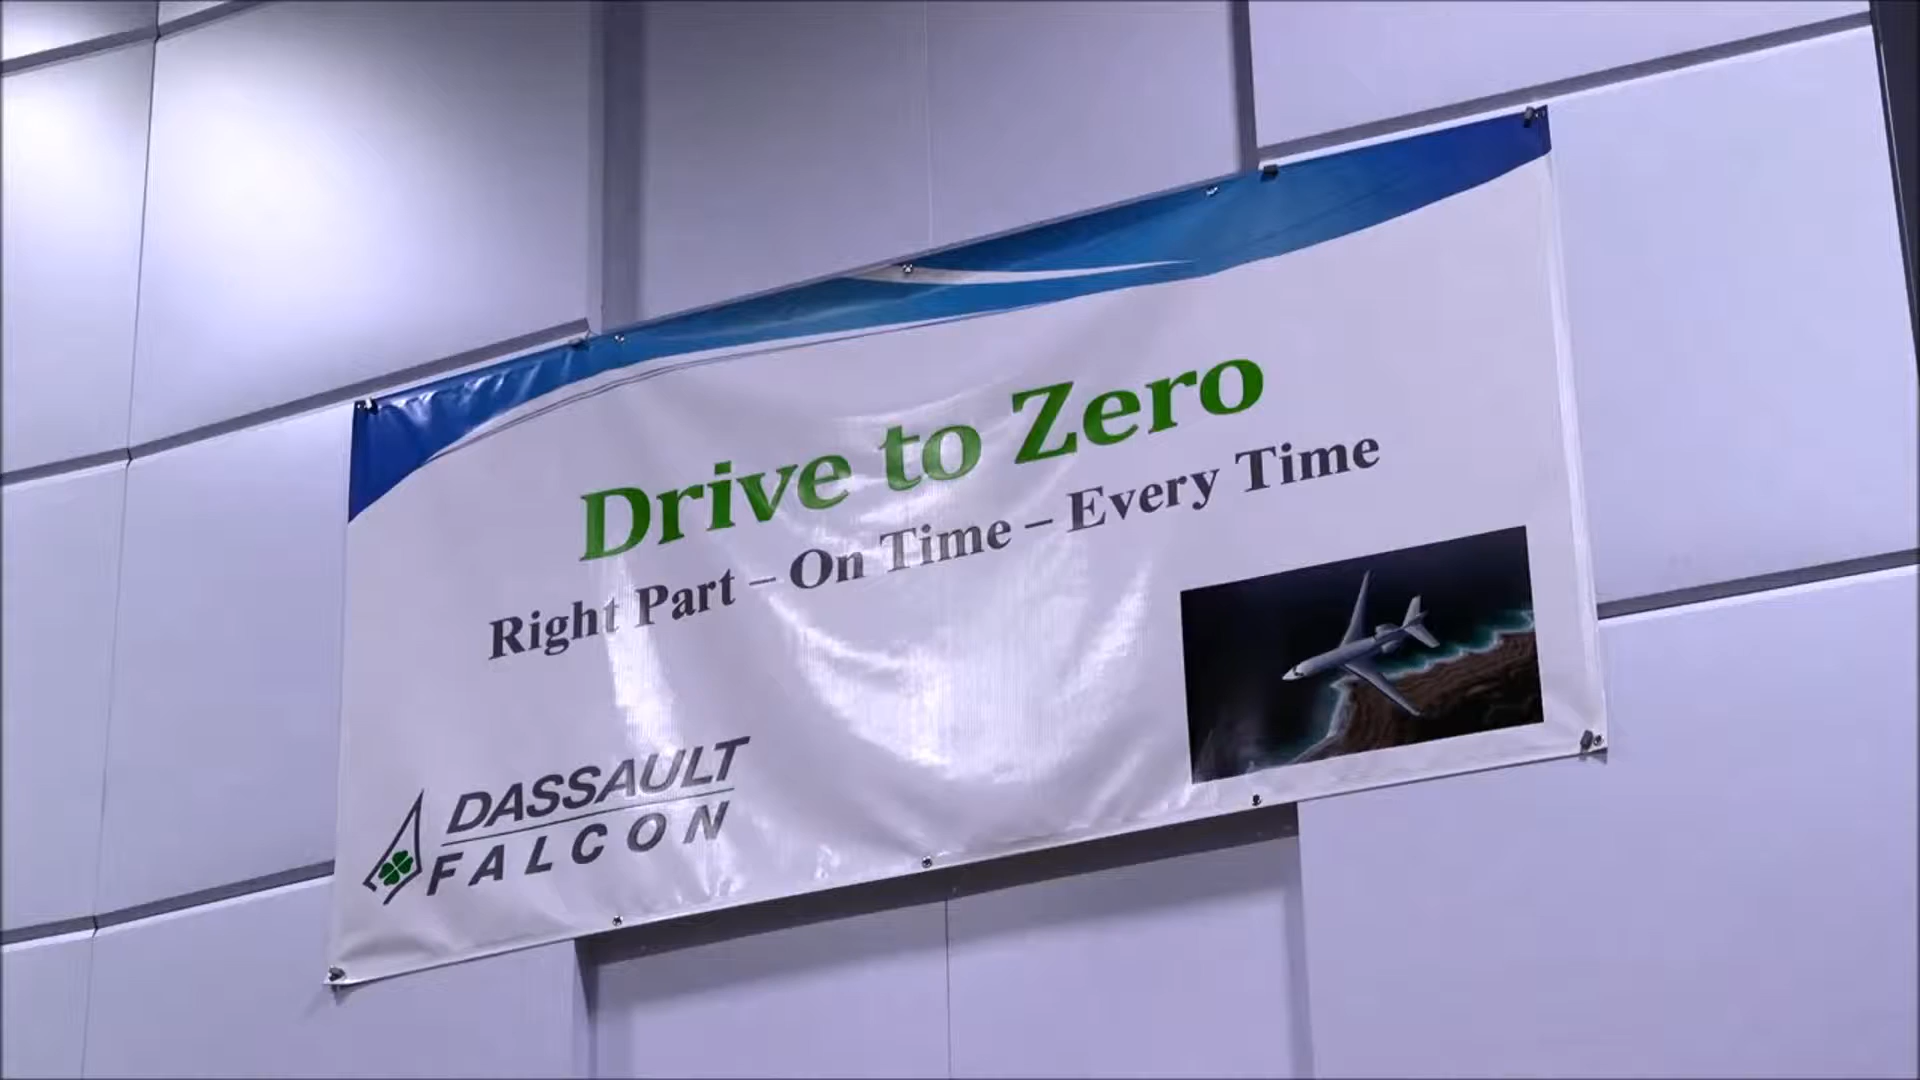 Drive to Zero
Right Part – On Time – Every Time
DASSAULT
FALCON